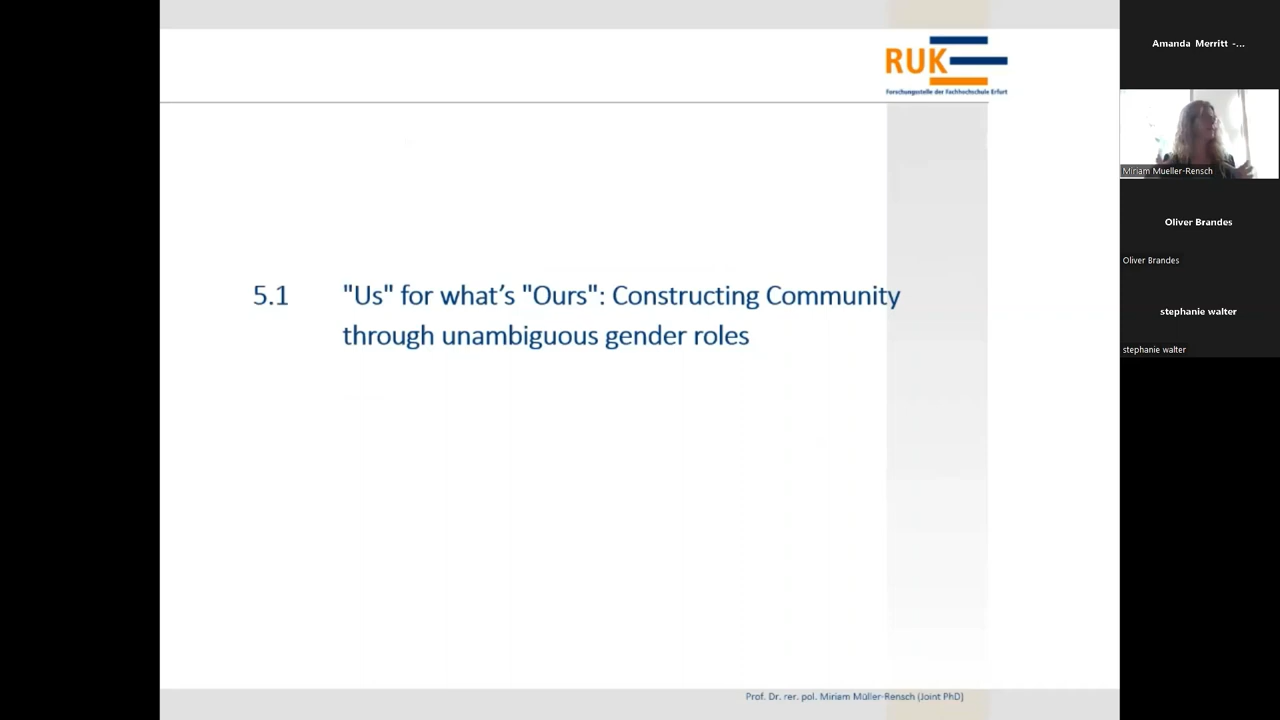 RUK
Forschungsstelle der Fachhochschule Erfurt
5.1 "Us" for what's "Ours": Constructing Community
through unambiguous gender roles
Prof. Dr. rer. pol. Miriam Müller-Rensch (Joint PhD)
Amanda Merritt -...
Miriam Mueller-Rensch
Oliver Brandes
Oliver Brandes
stephanie walter
stephanie walter